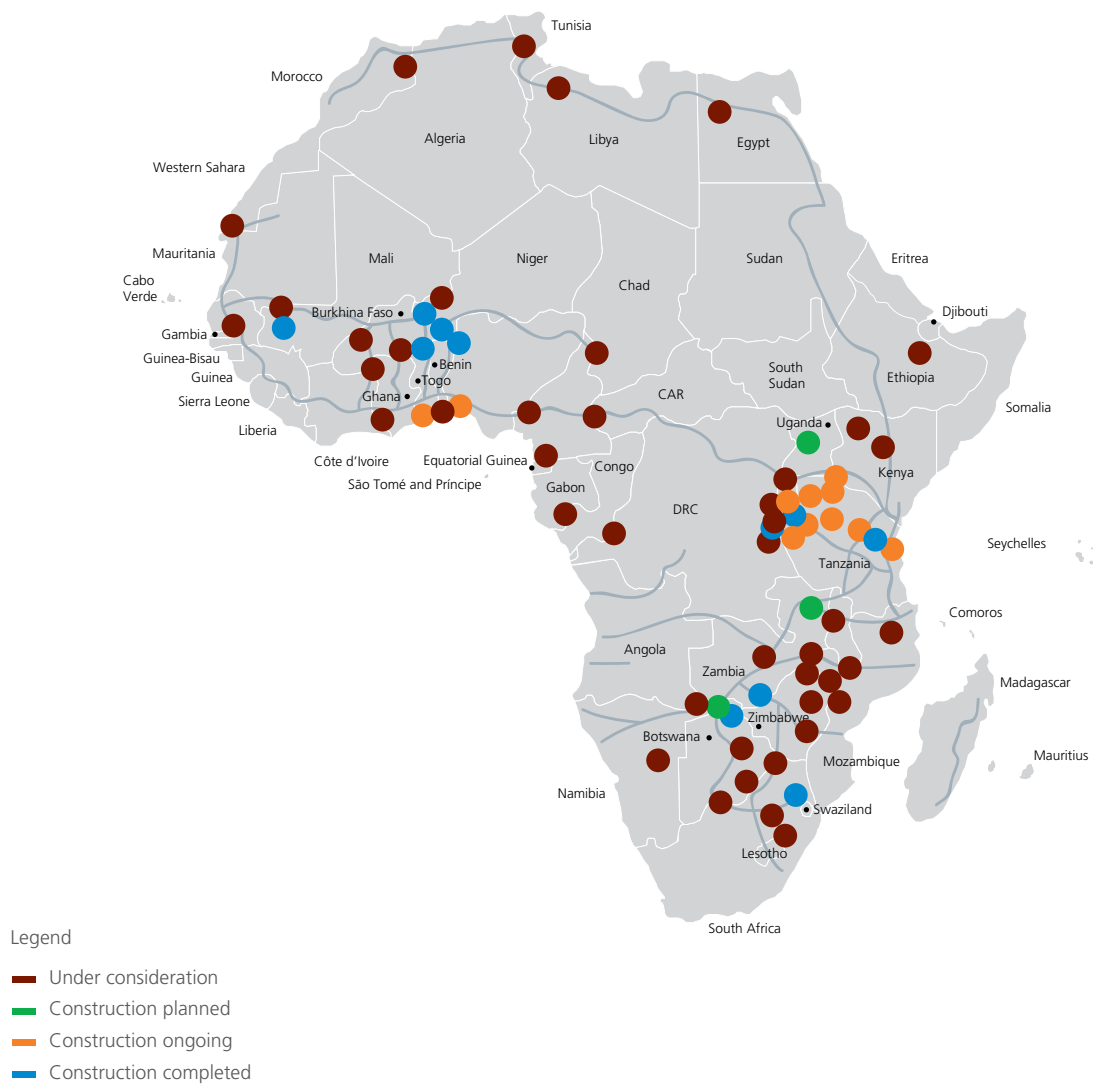 Tunisia
Morocco
Algeria
Libya
Egypt
Western Sahara
Mauritania
Mali
Niger
Sudan
Eritrea
Chad
Cabo
Verde
Burkina Faso
Djibouti
Gambia
Guinea-Bisau
Benin
South
Sudan
Ethiopia
Guinea
Togo
Sierra Leone
Ghana
CAR
Somalia
Liberia
Uganda
Côte d’Ivoire
Equatorial Guinea
Congo
Kenya
São Tomé and Príncipe
Gabon
DRC
Seychelles
Tanzania
Comoros
Angola
Zambia
Madagascar
Zimbabwe
Botswana
Mozambique
Mauritius
Namibia
Swaziland
Lesotho
South Africa
Legend
Under consideration
Construction planned
Construction ongoing
Construction completed